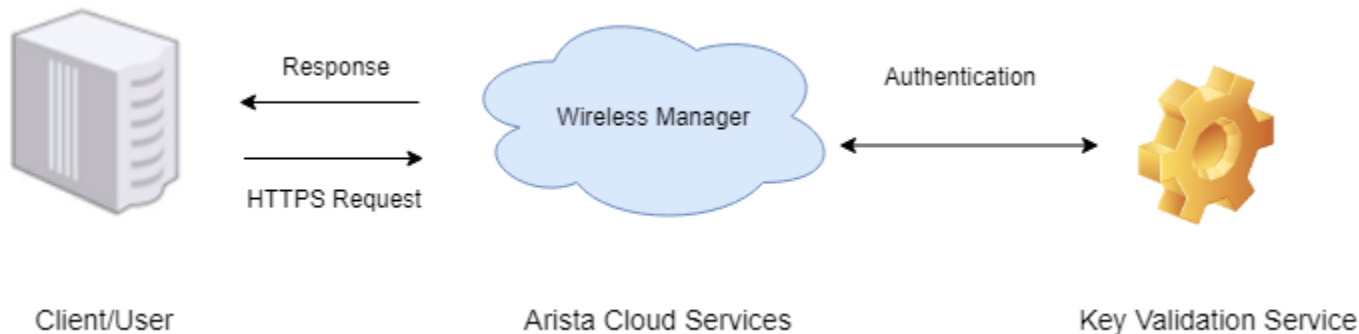 Response
HTTPS Request
Wireless Manager
Authentication
Client/User
Arista Cloud Services
Key Validation Service